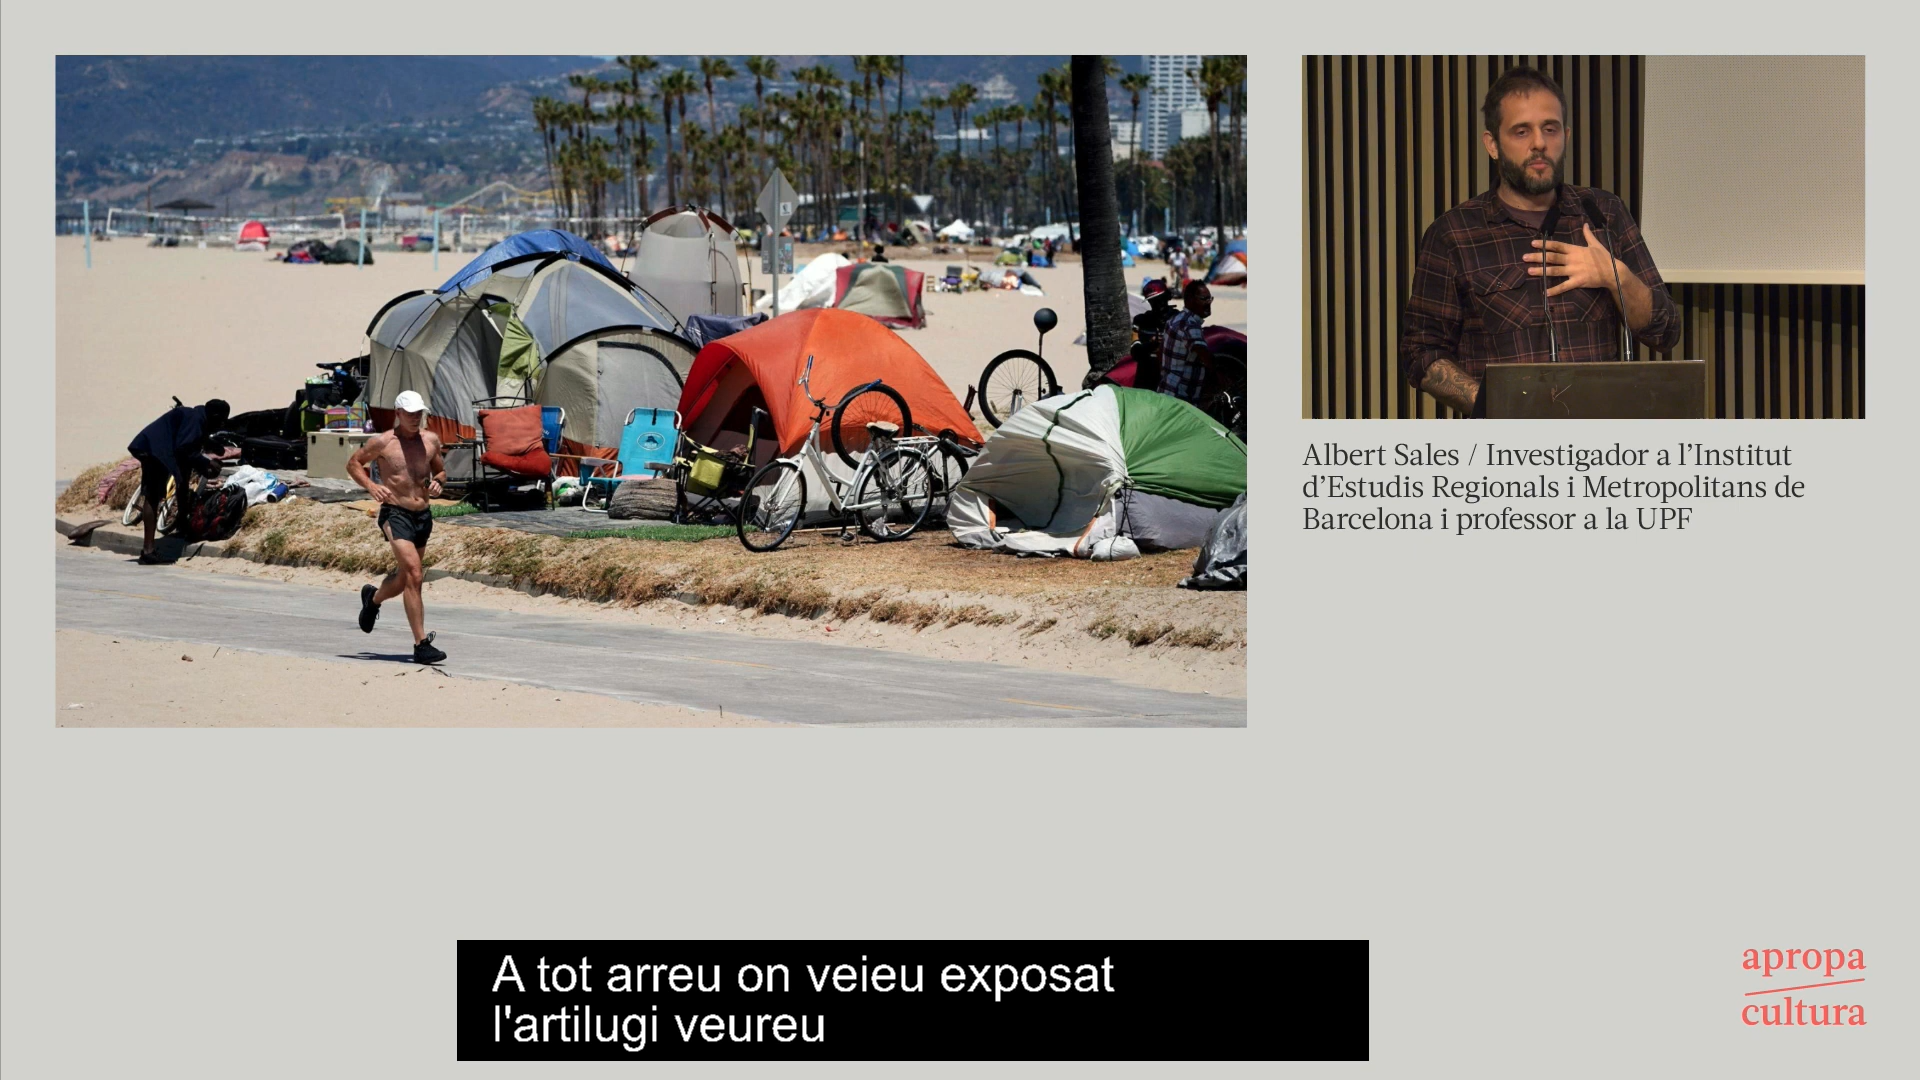 Albert Sales / Investigador a l’Institut
d’Estudis Regionals i Metropolitans de
Barcelona i professor a la UPF
A tot arreu on veieu exposat
l'artilugi veureu
apropa
cultura